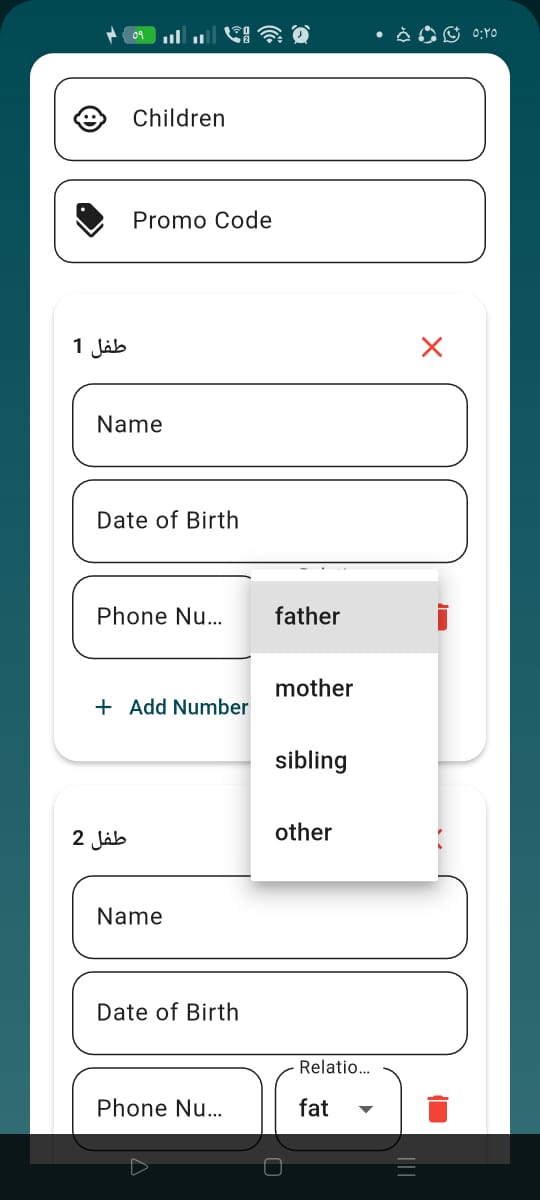 ٥٩
٥:٢٥
Children
Promo Code
طفل 1
Name
Date of Birth
Phone Nu...
father
mother
+ Add Number
sibling
other
طفل 2
Name
Date of Birth
Relatio...
Phone Nu...
fat